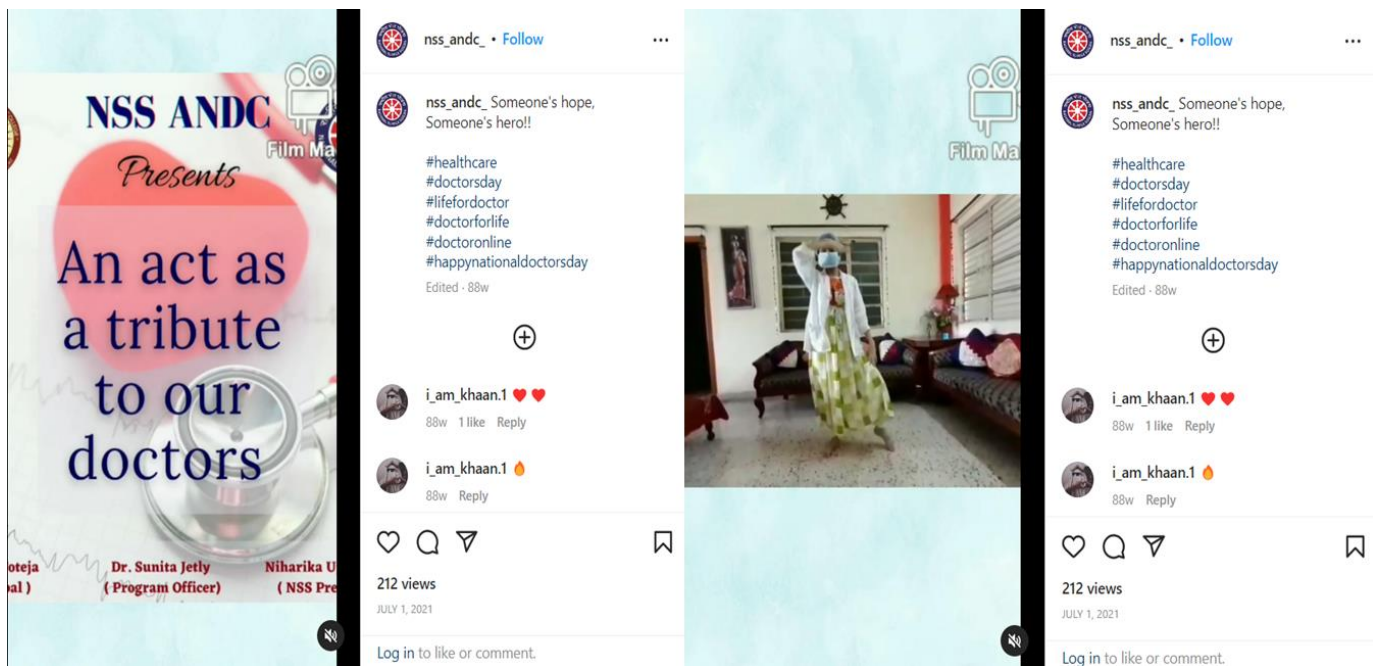 NSS ANDC
Presents
Film Ma
An act as
a tribute
to our
doctors
oteja
al )
Dr. Sunita Jetly
( Program Officer)
Niharika U
( NSS Pre
nss_andc_ • Follow
nss_andc_ Someone's hope,
Someone's hero!!
#healthcare
#doctorsday
#lifefordoctor
#doctorforlife
#doctoronline
#happynationaldoctorsday
Edited · 88w
i_am_khaan.1 ❤️ ❤️
88w 1 like Reply
i_am_khaan.1 🔥
88w Reply
212 views
JULY 1, 2021
Log in to like or comment.
Film Ma
nss_andc_ • Follow
nss_andc_ Someone's hope,
Someone's hero!!
#healthcare
#doctorsday
#lifefordoctor
#doctorforlife
#doctoronline
#happynationaldoctorsday
Edited · 88w
i_am_khaan.1 ❤️ ❤️
88w 1 like Reply
i_am_khaan.1 🔥
88w Reply
212 views
JULY 1, 2021
Log in to like or comment.